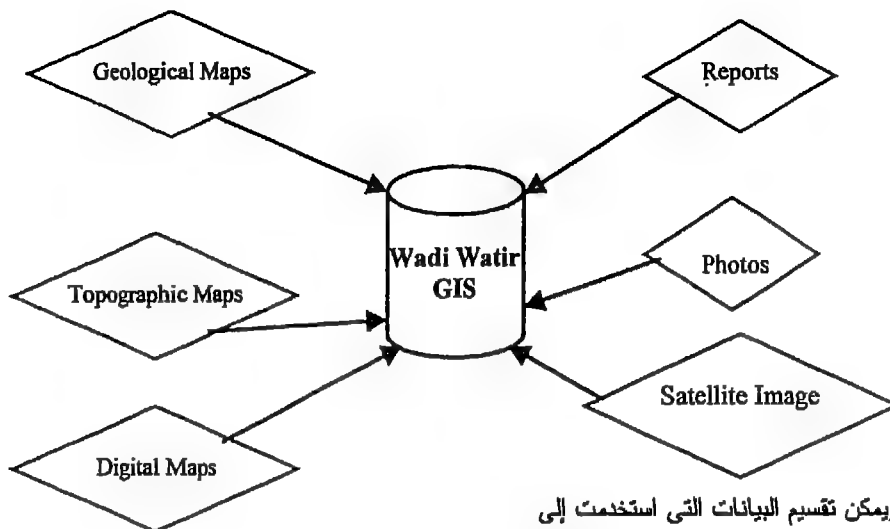 Geological Maps
Reports
Wadi Watir
GIS
Photos
Topographic Maps
Satellite Image
Digital Maps
يمكن تقسيم البيانات التى استخدمت إلى